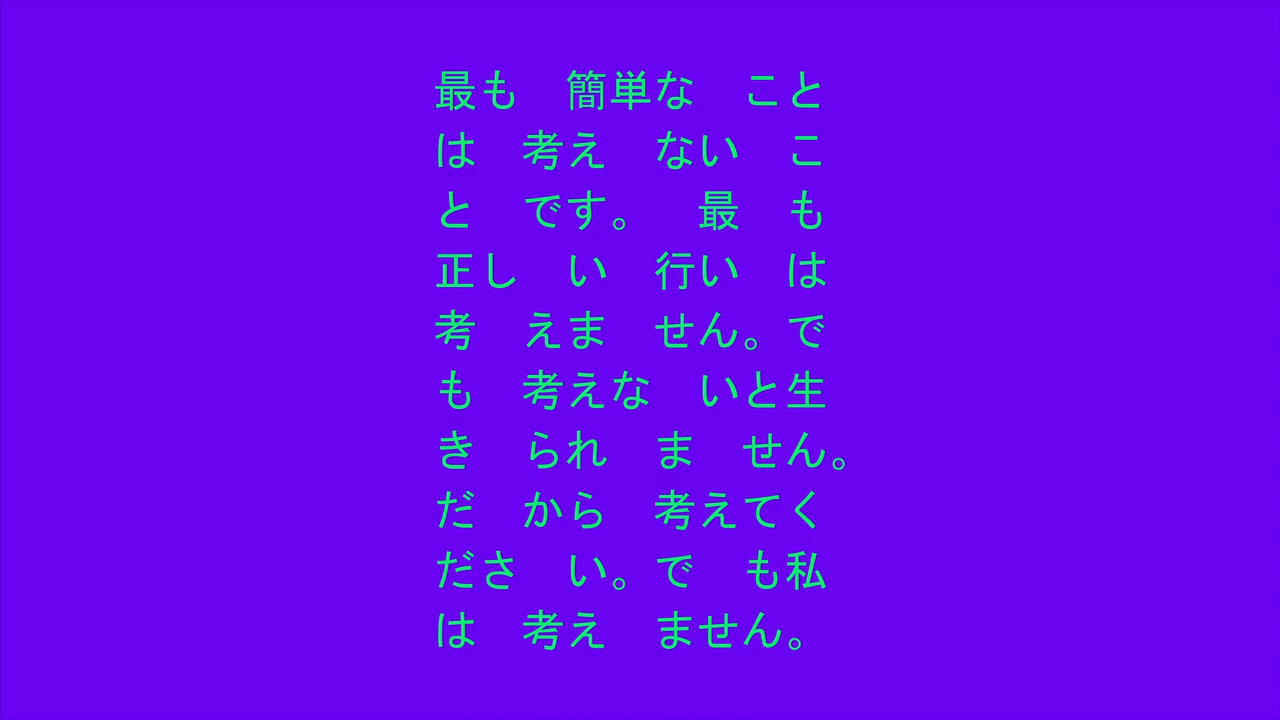 最も　簡単な　こと
は　考え　ない　こ
と　です。　最　も
正し　い　行い　は
考　えま　せん。で
も　考えな　いと生
き　られ　ま　せん。
だ　から　考えてく
ださ　い。で　も私
は　考え　ません。